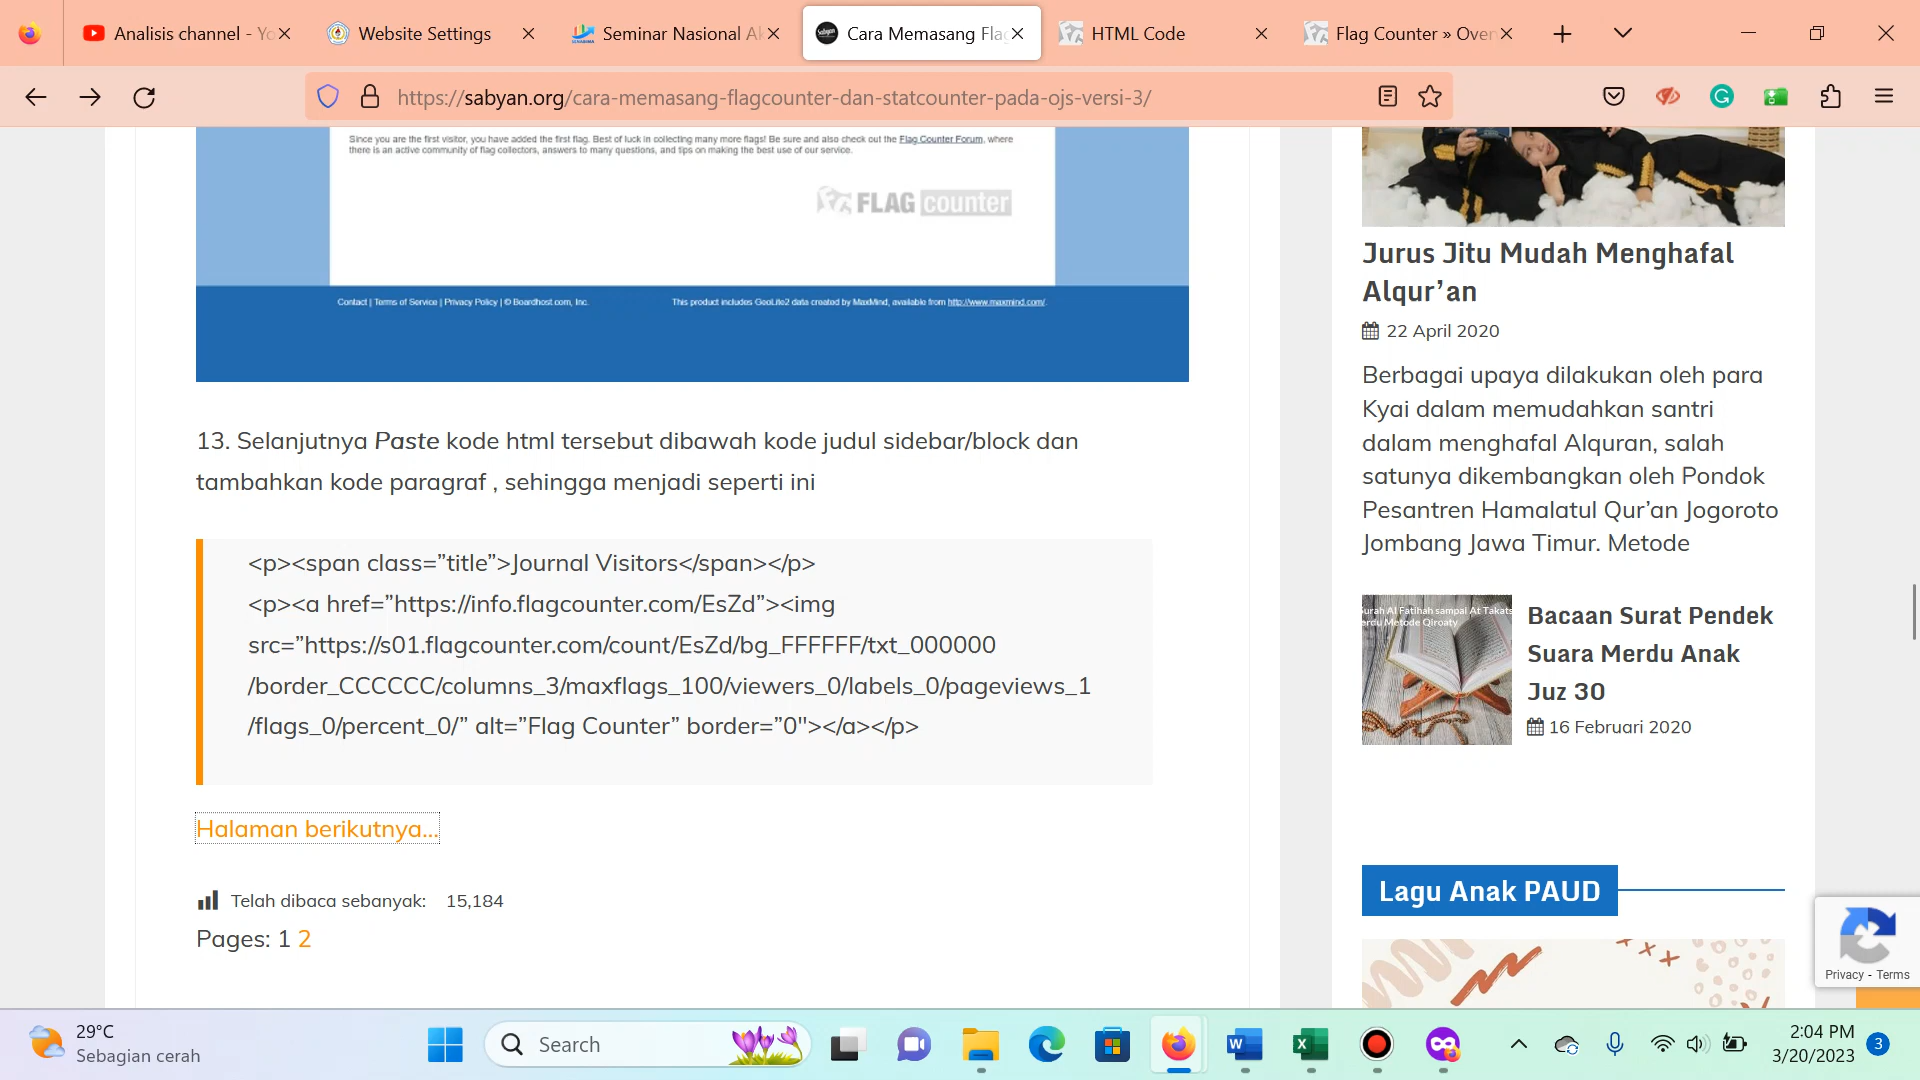 Analisis channel - Yo
Website Settings
Seminar Nasional Ak
Cara Memasang Flag
HTML Code
Flag Counter » Over
https://sabyan.org/cara-memasang-flagcounter-dan-statcounter-pada-ojs-versi-3/
Since you are the first visitor, you have added the first flag. Best of luck in collecting many more flags! Be sure and also check out the Flag Counter Forum, where
there is an active community of flag collectors, answers to many questions, and tips on making the best use of our service.
FLAG counter
Contact | Terms of Service | Privacy Policy | © Boardhost.com, Inc.
This product includes GeoLite2 data created by MaxMind, available from http://www.maxmind.com/.
13. Selanjutnya Paste kode html tersebut dibawah kode judul sidebar/block dan
tambahkan kode paragraf , sehingga menjadi seperti ini
<p><span class=”title”>Journal Visitors</span></p>
<p><a href=”https://info.flagcounter.com/EsZd”><img
src=”https://s01.flagcounter.com/count/EsZd/bg_FFFFFF/txt_000000
/border_CCCCCC/columns_3/maxflags_100/viewers_0/labels_0/pageviews_1
/flags_0/percent_0/” alt=”Flag Counter” border=”0"></a></p>
Halaman berikutnya...
Telah dibaca sebanyak: 15,184
Pages: 1 2
Jurus Jitu Mudah Menghafal
Alqur’an
22 April 2020
Berbagai upaya dilakukan oleh para
Kyai dalam memudahkan santri
dalam menghafal Alquran, salah
satunya dikembangkan oleh Pondok
Pesantren Hamalatul Qur’an Jogoroto
Jombang Jawa Timur. Metode
Surah Al Fatihah sampai At Takats
erdu Metode Qiroaty
Bacaan Surat Pendek
Suara Merdu Anak
Juz 30
16 Februari 2020
Lagu Anak PAUD
Privacy - Terms
29°C
Sebagian cerah
Search
2:04 PM
3/20/2023
3